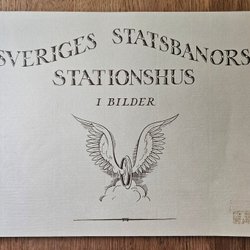 SVERIGES STATSBANORS
STATIONSHUS
I BILDER